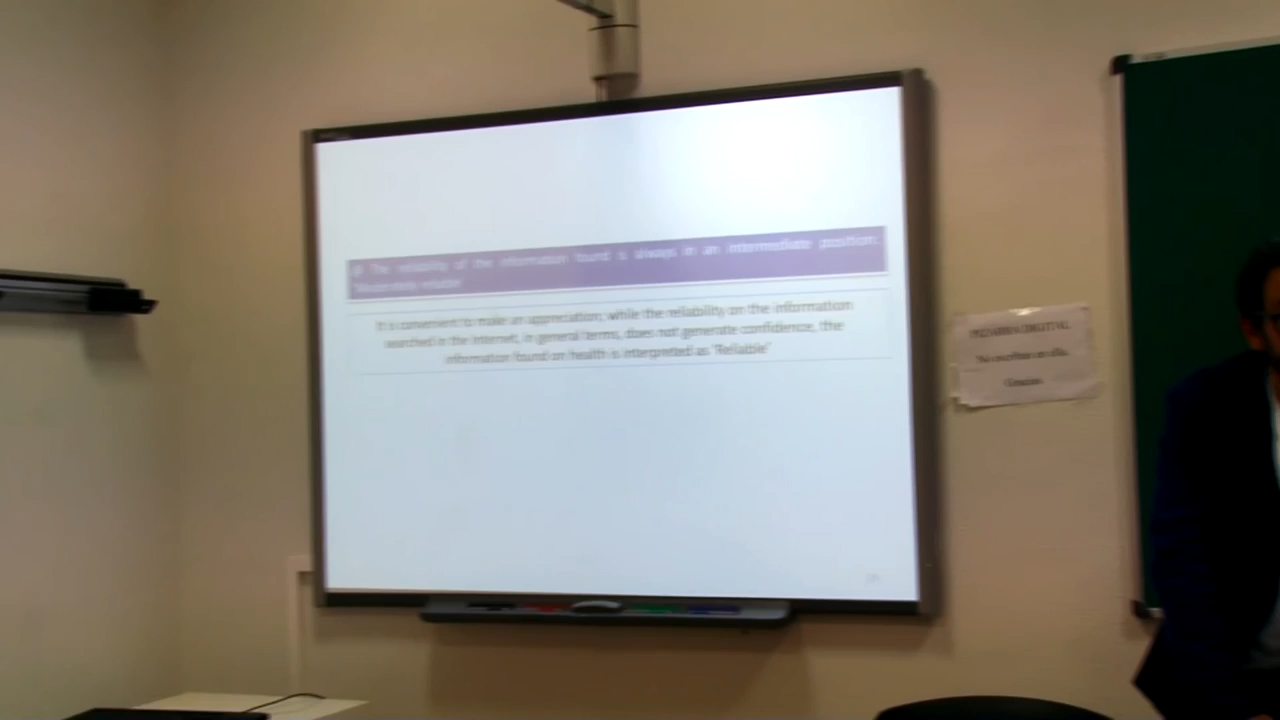 The reliability of the information found is always in an intermediate position:
'Moderately reliable'
It is convenient to make an appreciation, while the reliability, on the information
searched in the Internet, in general terms, does not generate confidence, the
information found on health is interpreted as 'Reliable'
PIZARRA DIGITAL
No escribir en ella
Gracias